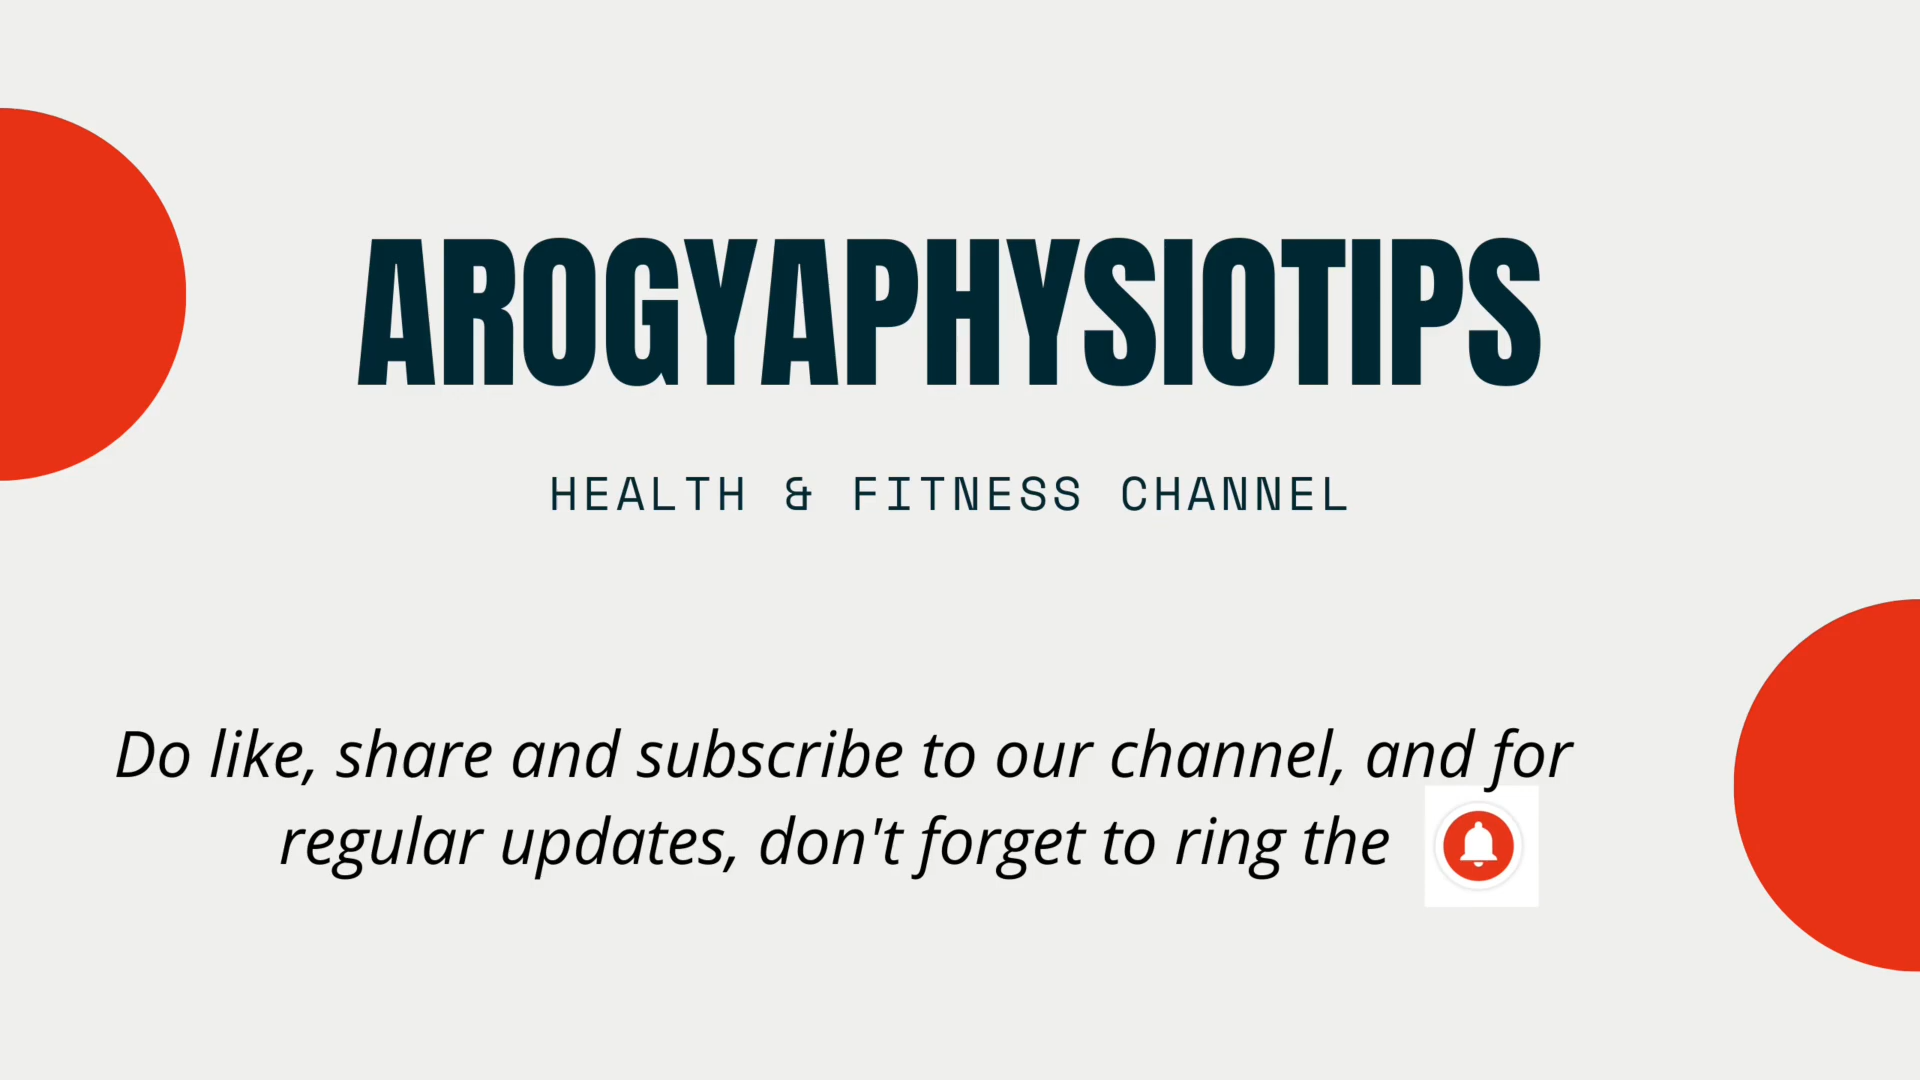 AROGYAPHYSIOTIPS
HEALTH & FITNESS CHANNEL
Do like, share and subscribe to our channel, and for
regular updates, don't forget to ring the